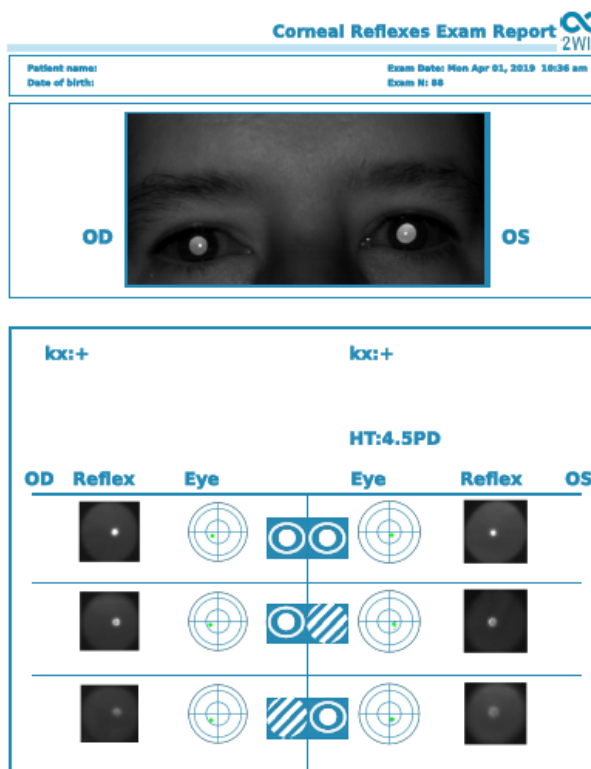 Corneal Reflexes Exam Report
2WI
Patient name:
Exam Date: Mon Apr 01, 2019 10:36 am
Date of birth:
Exam N: 88
OD
OS
kx:+
kx:+
HT:4.5PD
OD Reflex Eye Eye Reflex OS